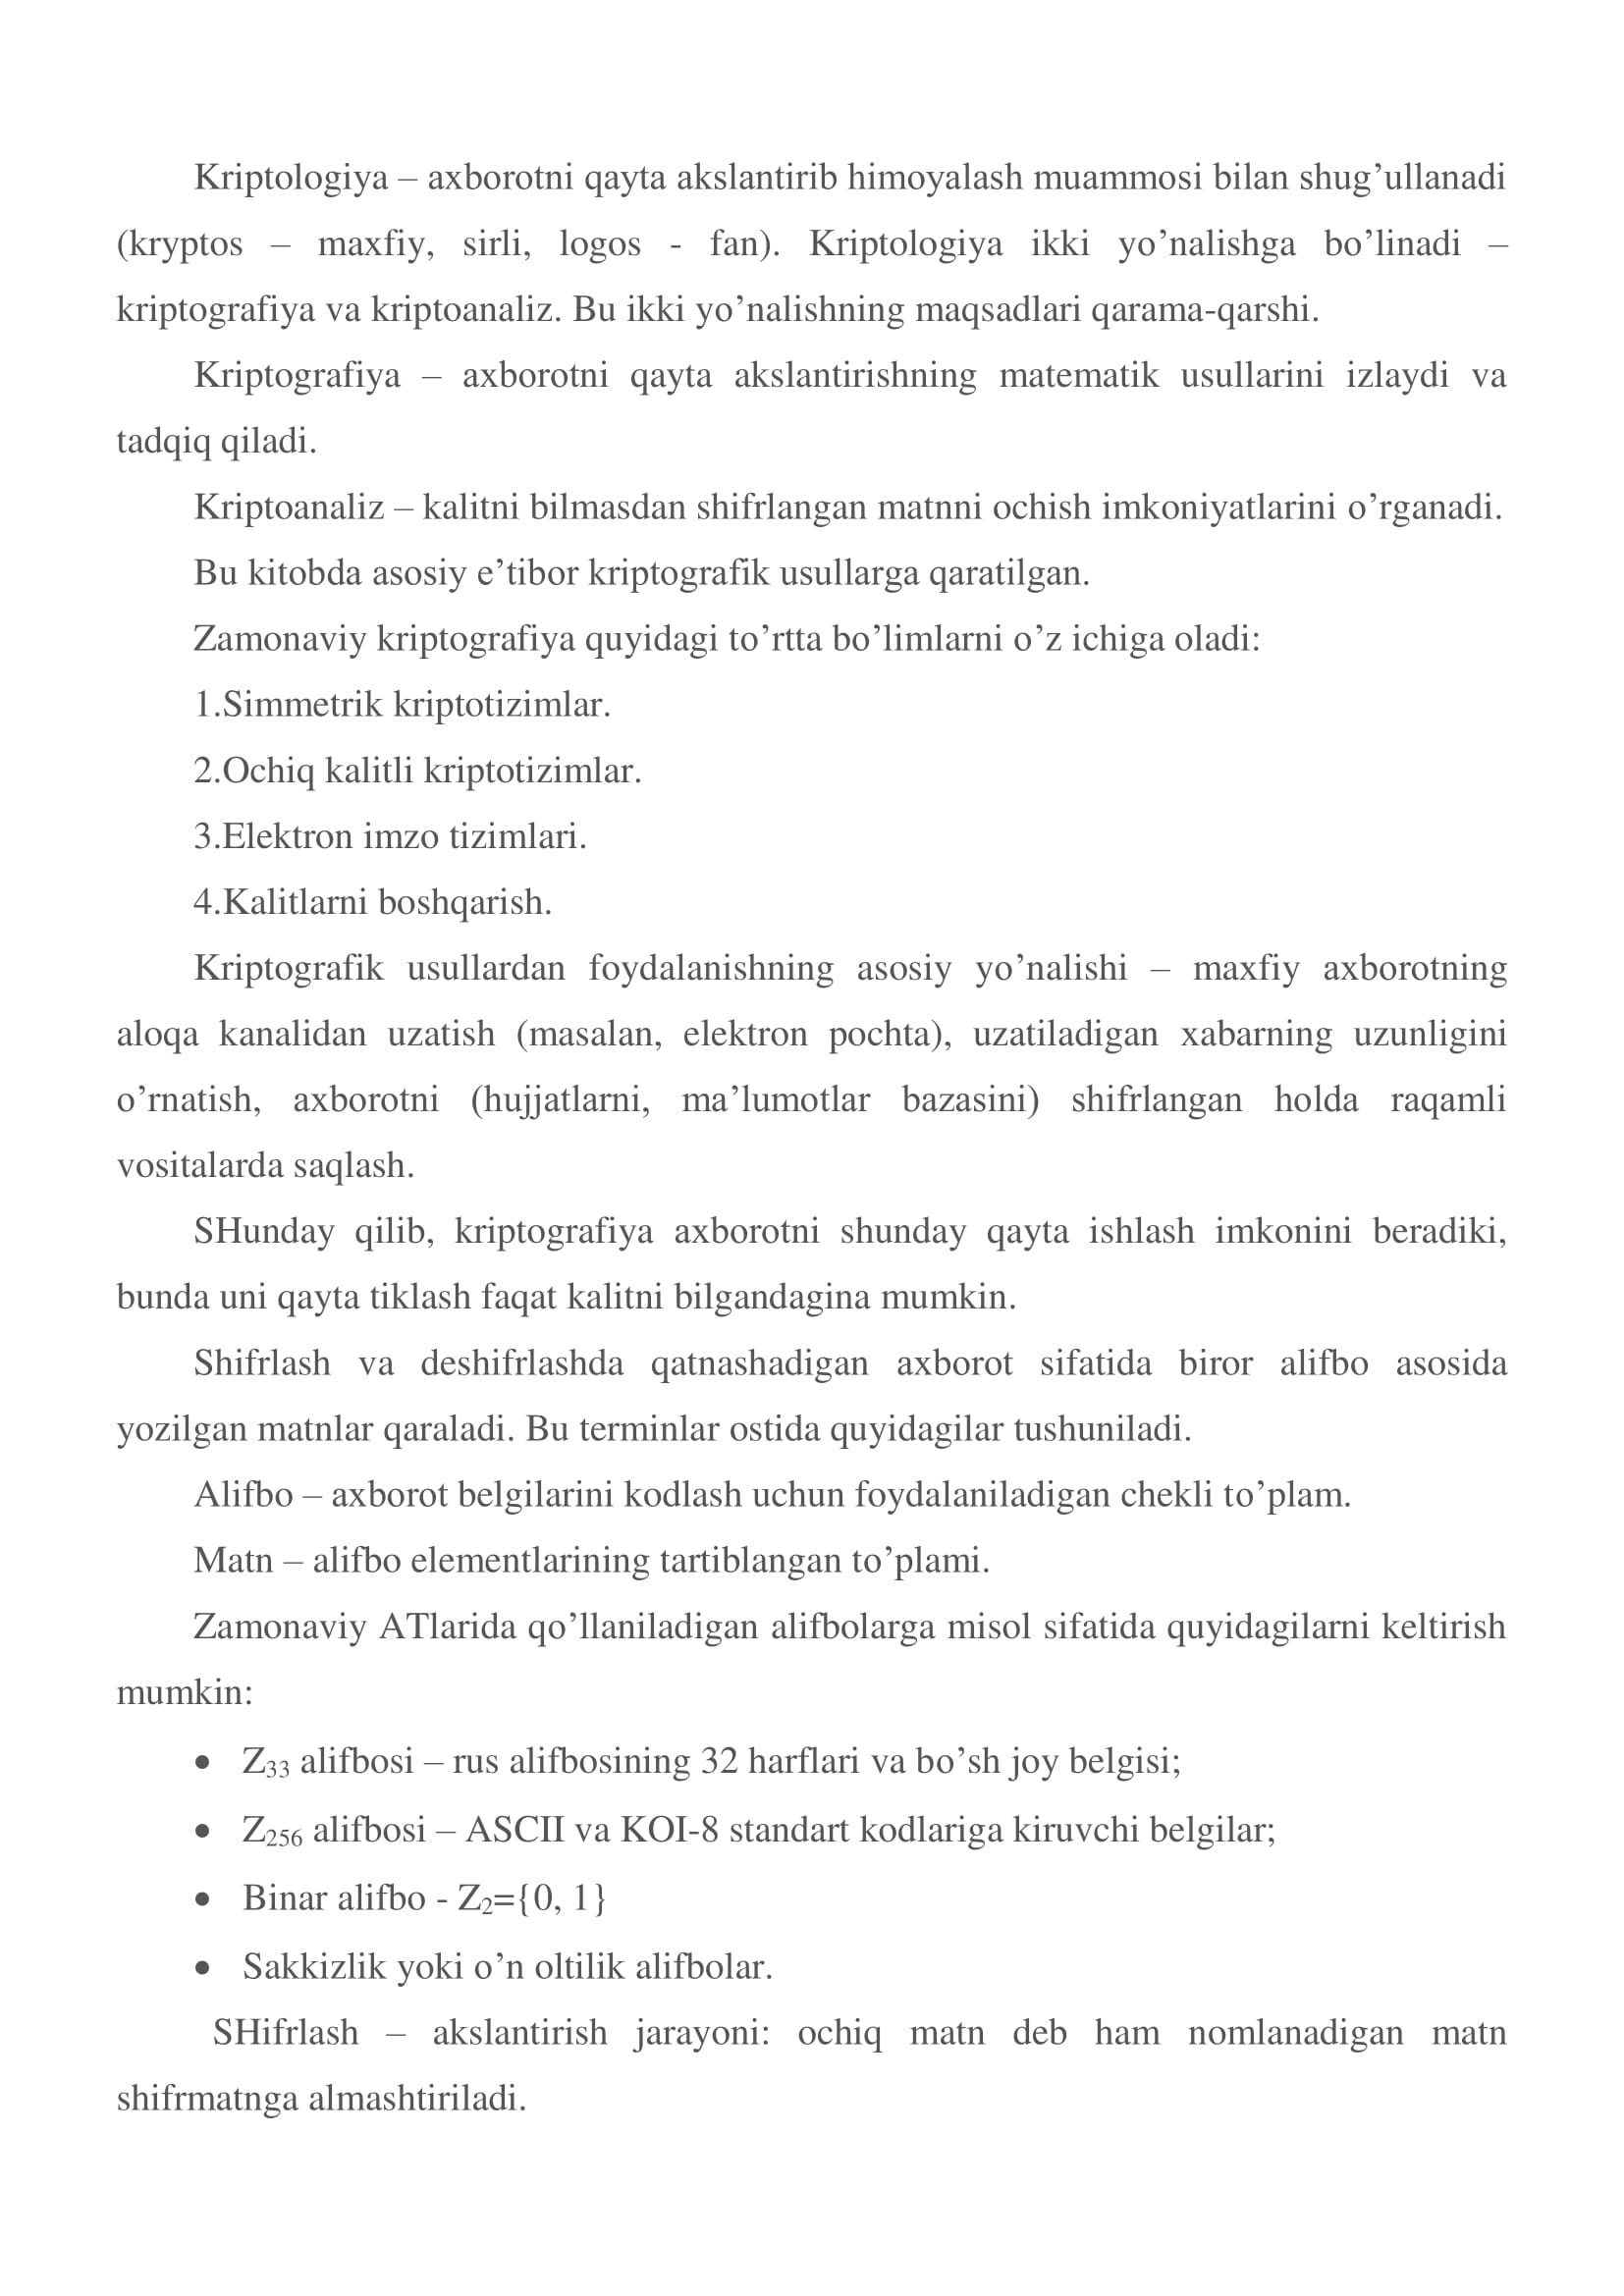 Kriptologiya – axborotni qayta akslantirib himoyalash muammosi bilan shug’ullanadi
(kryptos – maxfiy, sirli, logos - fan). Kriptologiya ikki yo’nalishga bo’linadi –
kriptografiya va kriptoanaliz. Bu ikki yo’nalishning maqsadlari qarama-qarshi.
Kriptografiya – axborotni qayta akslantirishning matematik usullarini izlaydi va
tadqiq qiladi.
Kriptoanaliz – kalitni bilmasdan shifrlangan matnni ochish imkoniyatlarini o’rganadi.
Bu kitobda asosiy e’tibor kriptografik usullarga qaratilgan.
Zamonaviy kriptografiya quyidagi to’rtta bo’limlarni o’z ichiga oladi:
1.Simmetrik kriptotizimlar.
2.Ochiq kalitli kriptotizimlar.
3.Elektron imzo tizimlari.
4.Kalitlarni boshqarish.
Kriptografik usullardan foydalanishning asosiy yo’nalishi – maxfiy axborotning
aloqa kanalidan uzatish (masalan, elektron pochta), uzatiladigan xabarning uzunligini
o’rnatish, axborotni (hujjatlarni, ma’lumotlar bazasini) shifrlangan holda raqamli
vositalarda saqlash.
SHunday qilib, kriptografiya axborotni shunday qayta ishlash imkonini beradiki,
bunda uni qayta tiklash faqat kalitni bilgandagina mumkin.
Shifrlash va deshifrlashda qatnashadigan axborot sifatida biror alifbo asosida
yozilgan matnlar qaraladi. Bu terminlar ostida quyidagilar tushuniladi.
Alifbo – axborot belgilarini kodlash uchun foydalaniladigan chekli to’plam.
Matn – alifbo elementlarining tartiblangan to’plami.
Zamonaviy ATlarida qo’llaniladigan alifbolarga misol sifatida quyidagilarni keltirish
mumkin:
• Z₃₃ alifbosi – rus alifbosining 32 harflari va bo’sh joy belgisi;
• Z₂₅₆ alifbosi – ASCII va KOI-8 standart kodlariga kiruvchi belgilar;
• Binar alifbo - Z₂={0, 1}
• Sakkizlik yoki o’n oltilik alifbolar.
SHifrlash – akslantirish jarayoni: ochiq matn deb ham nomlanadigan matn
shifrmatnga almashtiriladi.